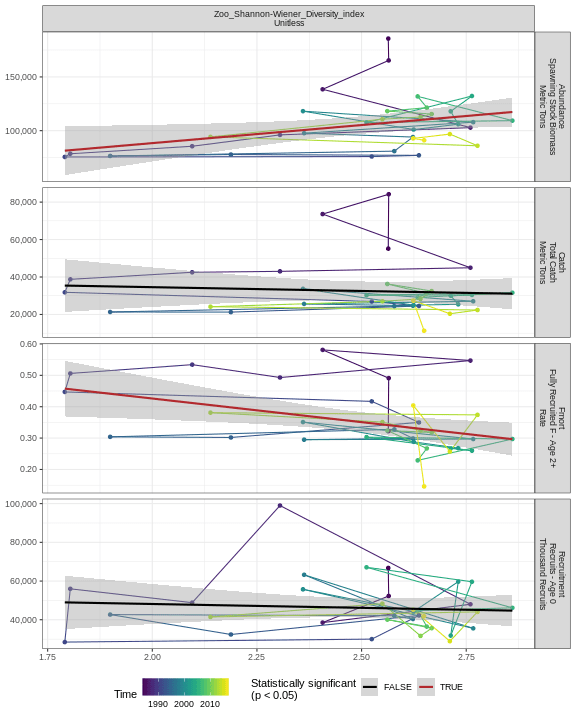 Zoo_Shannon-Wiener_Diversity_index
Unitless
150,000
100,000
Abundance
Spawning Stock Biomass
Metric Tons
80,000
60,000
40,000
20,000
Catch
Total Catch
Metric Tons
0.60
0.50
0.40
0.30
0.20
Fmort
Fully Recruited F - Age 2+
Rate
100,000
80,000
60,000
40,000
Recruitment
Recruits - Age 0
Thousand Recruits
1.75
2.00
2.25
2.50
2.75
Time
1990 2000 2010
Statistically significant
(p < 0.05)
FALSE
TRUE